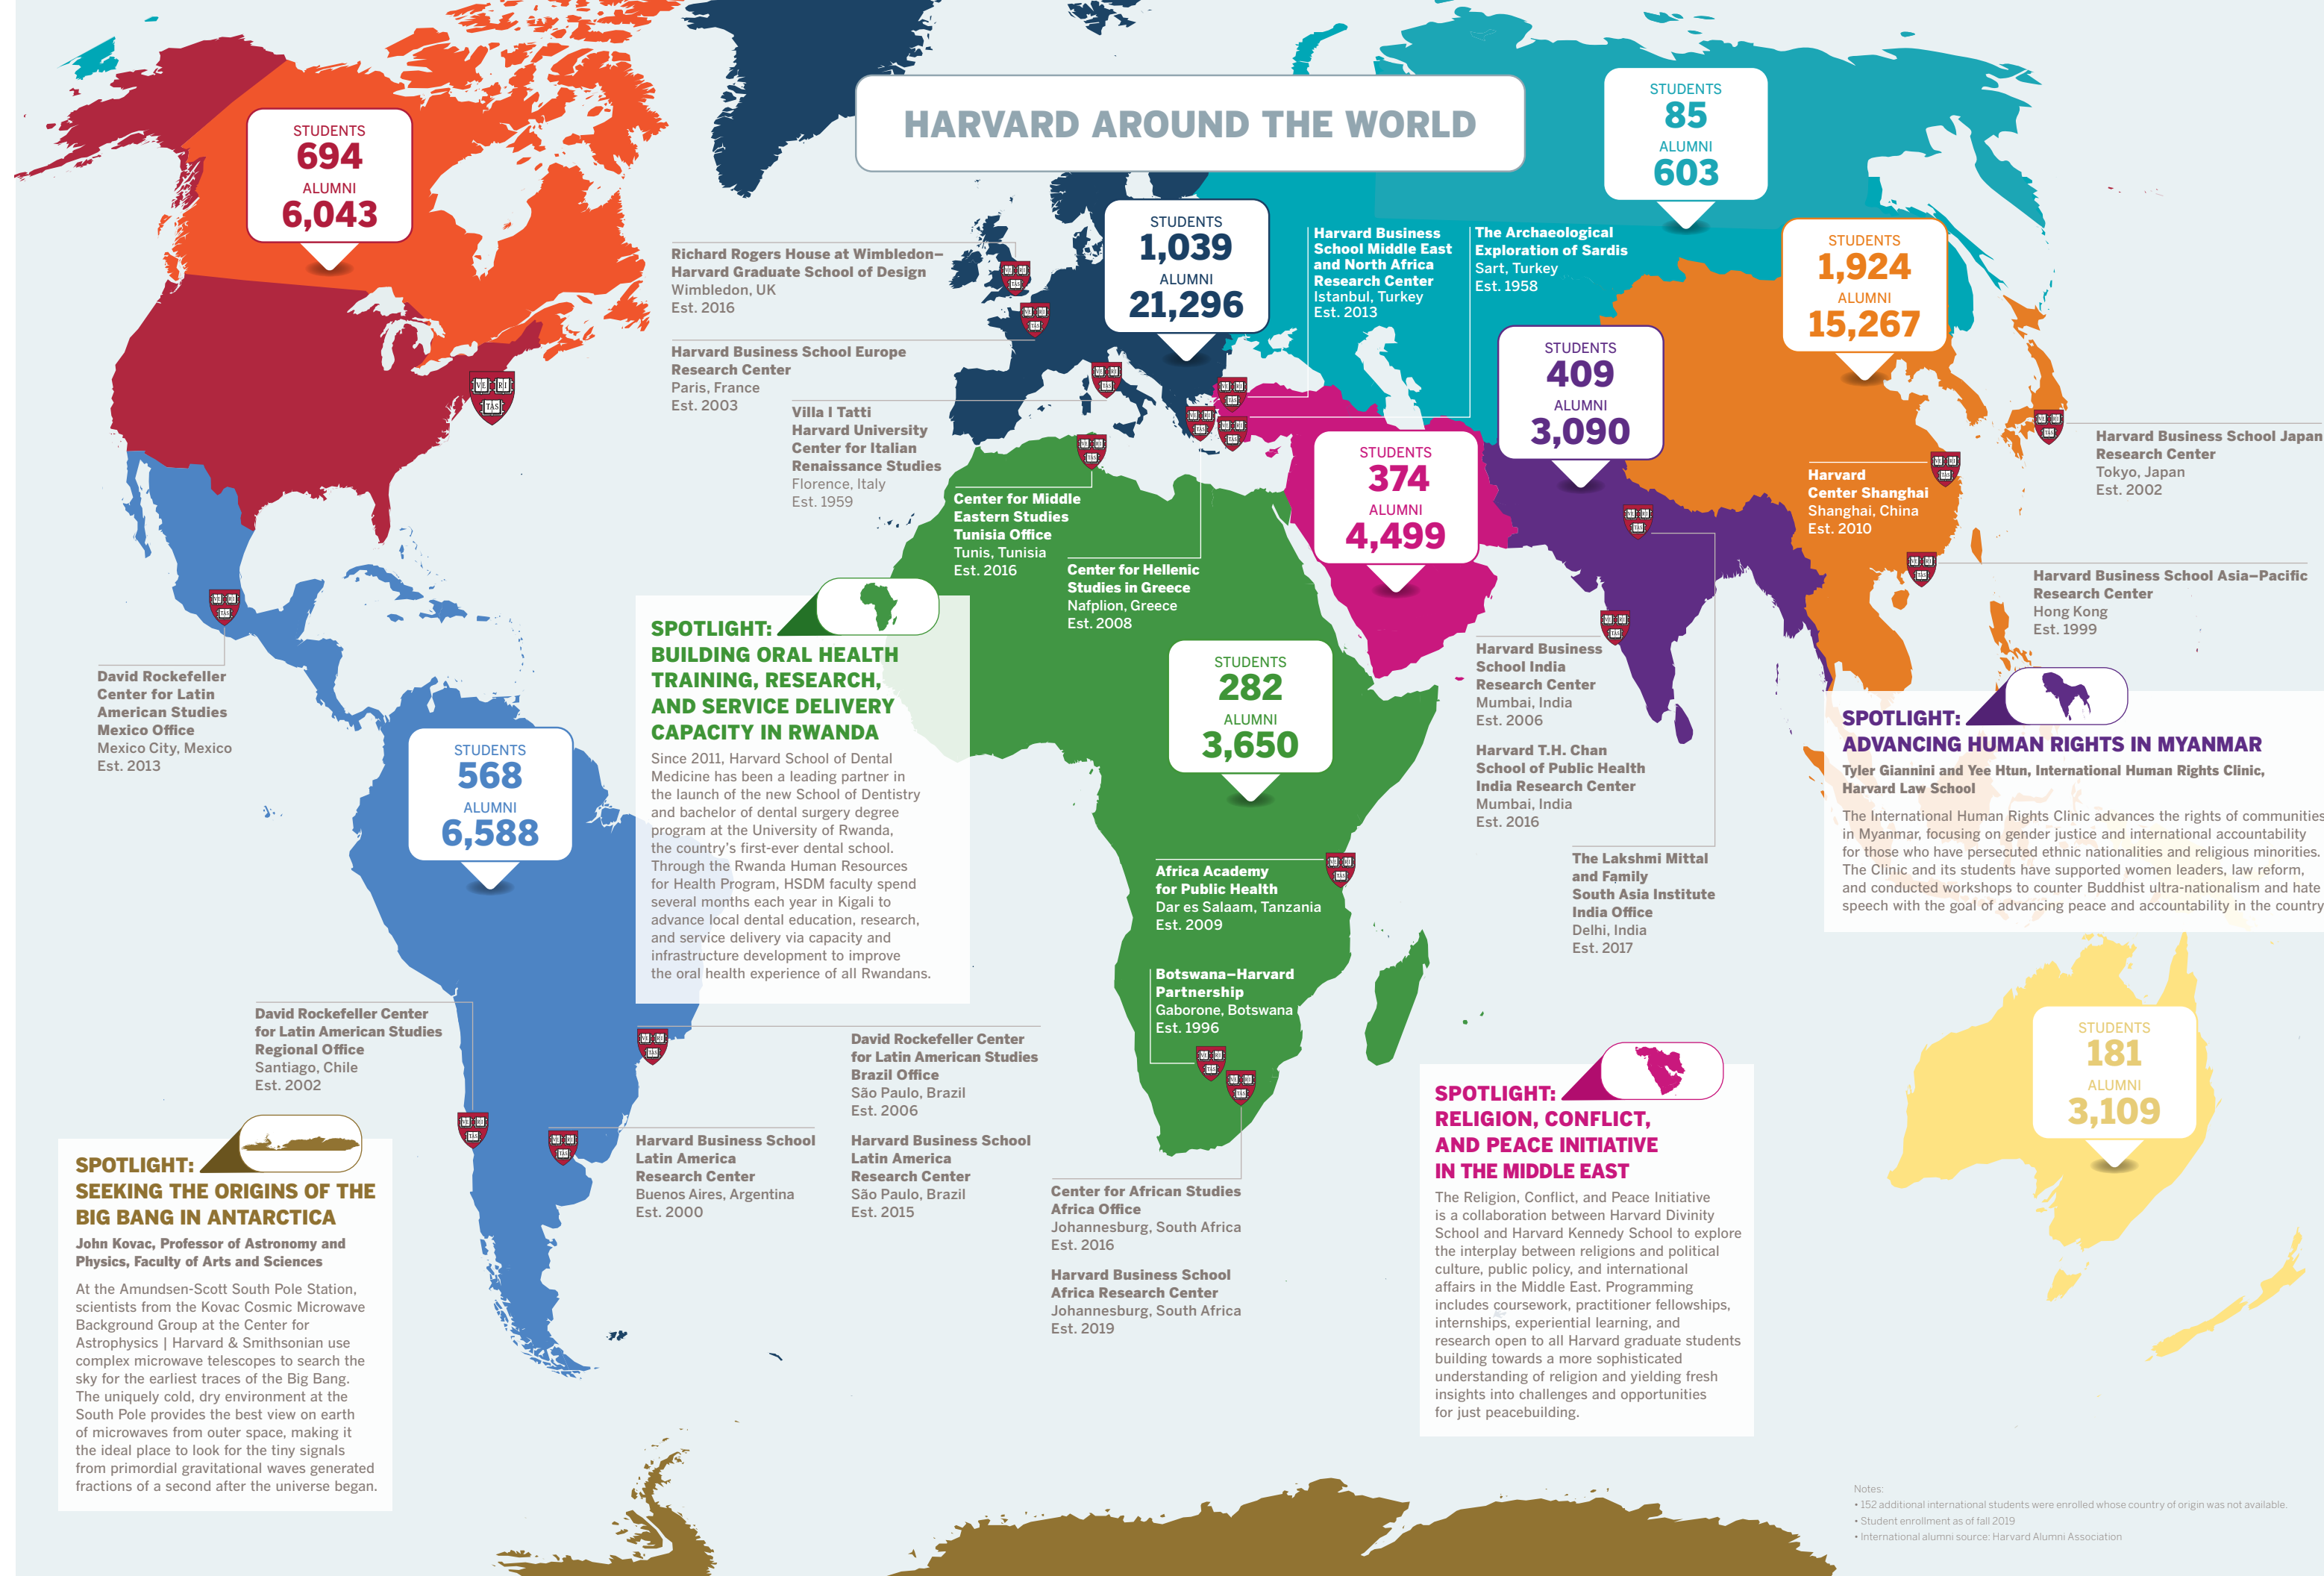 HARVARD AROUND THE WORLD
STUDENTS
694
ALUMNI
6,043
STUDENTS
1,039
ALUMNI
21,296
STUDENTS
85
ALUMNI
603
STUDENTS
1,924
ALUMNI
15,267
STUDENTS
409
ALUMNI
3,090
STUDENTS
374
ALUMNI
4,499
STUDENTS
282
ALUMNI
3,650
STUDENTS
568
ALUMNI
6,588
STUDENTS
181
ALUMNI
3,109
VE RI
TAS
Richard Rogers House at Wimbledon–
Harvard Graduate School of Design
Wimbledon, UK
Est. 2016
Harvard Business School Europe
Research Center
Paris, France
Est. 2003
Villa I Tatti
Harvard University
Center for Italian
Renaissance Studies
Florence, Italy
Est. 1959
Harvard Business
School Middle East
and North Africa
Research Center
Istanbul, Turkey
Est. 2013
The Archaeological
Exploration of Sardis
Sart, Turkey
Est. 1958
Center for Middle
Eastern Studies
Tunisia Office
Tunis, Tunisia
Est. 2016
Center for Hellenic
Studies in Greece
Nafplion, Greece
Est. 2008
Harvard Business School Japan
Research Center
Tokyo, Japan
Est. 2002
Harvard
Center Shanghai
Shanghai, China
Est. 2010
Harvard Business School Asia–Pacific
Research Center
Hong Kong
Est. 1999
David Rockefeller
Center for Latin
American Studies
Mexico Office
Mexico City, Mexico
Est. 2013
SPOTLIGHT:
BUILDING ORAL HEALTH
TRAINING, RESEARCH,
AND SERVICE DELIVERY
CAPACITY IN RWANDA
Since 2011, Harvard School of Dental
Medicine has been a leading partner in
the launch of the new School of Dentistry
and bachelor of dental surgery degree
program at the University of Rwanda,
the country's first-ever dental school.
Through the Rwanda Human Resources
for Health Program, HSDM faculty spend
several months each year in Kigali to
advance local dental education, research,
and service delivery via capacity and
infrastructure development to improve
the oral health experience of all Rwandans.
Harvard Business
School India
Research Center
Mumbai, India
Est. 2006
Harvard T.H. Chan
School of Public Health
India Research Center
Mumbai, India
Est. 2016
The Lakshmi Mittal
and Family
South Asia Institute
India Office
Delhi, India
Est. 2017
SPOTLIGHT:
ADVANCING HUMAN RIGHTS IN MYANMAR
Tyler Giannini and Yee Htun, International Human Rights Clinic,
Harvard Law School
The International Human Rights Clinic advances the rights of communities
in Myanmar, focusing on gender justice and international accountability
for those who have persecuted ethnic nationalities and religious minorities.
The Clinic and its students have supported women leaders, law reform,
and conducted workshops to counter Buddhist ultra-nationalism and hate
speech with the goal of advancing peace and accountability in the country
Africa Academy
for Public Health
Dar es Salaam, Tanzania
Est. 2009
Botswana–Harvard
Partnership
Gaborone, Botswana
Est. 1996
David Rockefeller Center
for Latin American Studies
Regional Office
Santiago, Chile
Est. 2002
David Rockefeller Center
for Latin American Studies
Brazil Office
São Paulo, Brazil
Est. 2006
Harvard Business School
Latin America
Research Center
São Paulo, Brazil
Est. 2015
Harvard Business School
Latin America
Research Center
Buenos Aires, Argentina
Est. 2000
Center for African Studies
Africa Office
Johannesburg, South Africa
Est. 2016
Harvard Business School
Africa Research Center
Johannesburg, South Africa
Est. 2019
SPOTLIGHT:
RELIGION, CONFLICT,
AND PEACE INITIATIVE
IN THE MIDDLE EAST
The Religion, Conflict, and Peace Initiative
is a collaboration between Harvard Divinity
School and Harvard Kennedy School to explore
the interplay between religions and political
culture, public policy, and international
affairs in the Middle East. Programming
includes coursework, practitioner fellowships,
internships, experiential learning, and
research open to all Harvard graduate students
building towards a more sophisticated
understanding of religion and yielding fresh
insights into challenges and opportunities
for just peacebuilding.
SPOTLIGHT:
SEEKING THE ORIGINS OF THE
BIG BANG IN ANTARCTICA
John Kovac, Professor of Astronomy and
Physics, Faculty of Arts and Sciences
At the Amundsen-Scott South Pole Station,
scientists from the Kovac Cosmic Microwave
Background Group at the Center for
Astrophysics | Harvard & Smithsonian use
complex microwave telescopes to search the
sky for the earliest traces of the Big Bang.
The uniquely cold, dry environment at the
South Pole provides the best view on earth
of microwaves from outer space, making it
the ideal place to look for the tiny signals
from primordial gravitational waves generated
fractions of a second after the universe began.
Notes:
• 152 additional international students were enrolled whose country of origin was not available.
• Student enrollment as of fall 2019
• International alumni source: Harvard Alumni Association